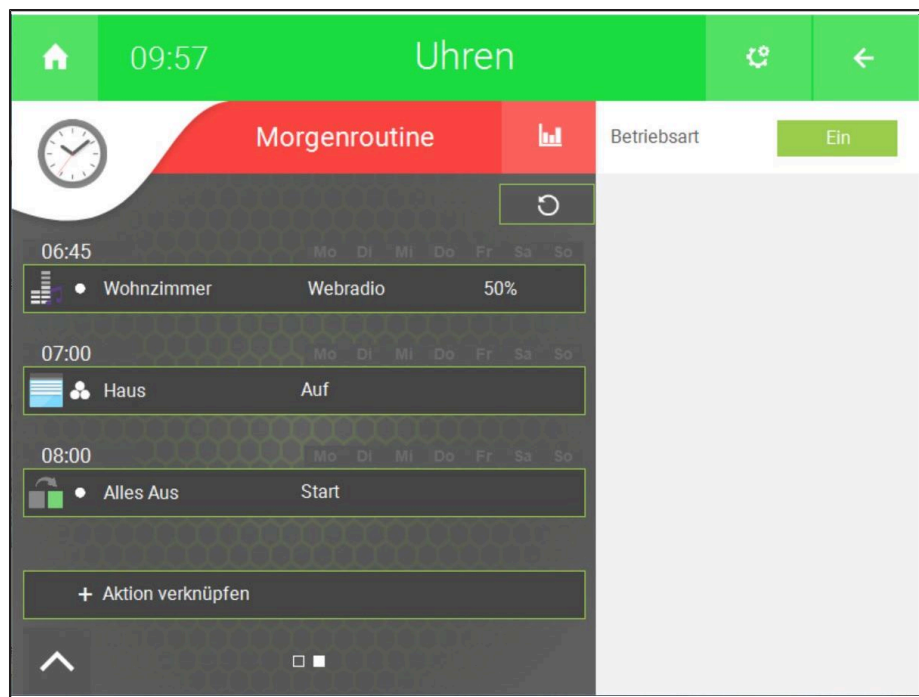 09:57 Uhren
Morgenroutine
Betriebsart Ein
06:45 Mo Di Mi Do Fr Sa So
Wohnzimmer Webradio 50%
07:00 Mo Di Mi Do Fr Sa So
Haus Auf
08:00 Mo Di Mi Do Fr Sa So
Alles Aus Start
+ Aktion verknüpfen